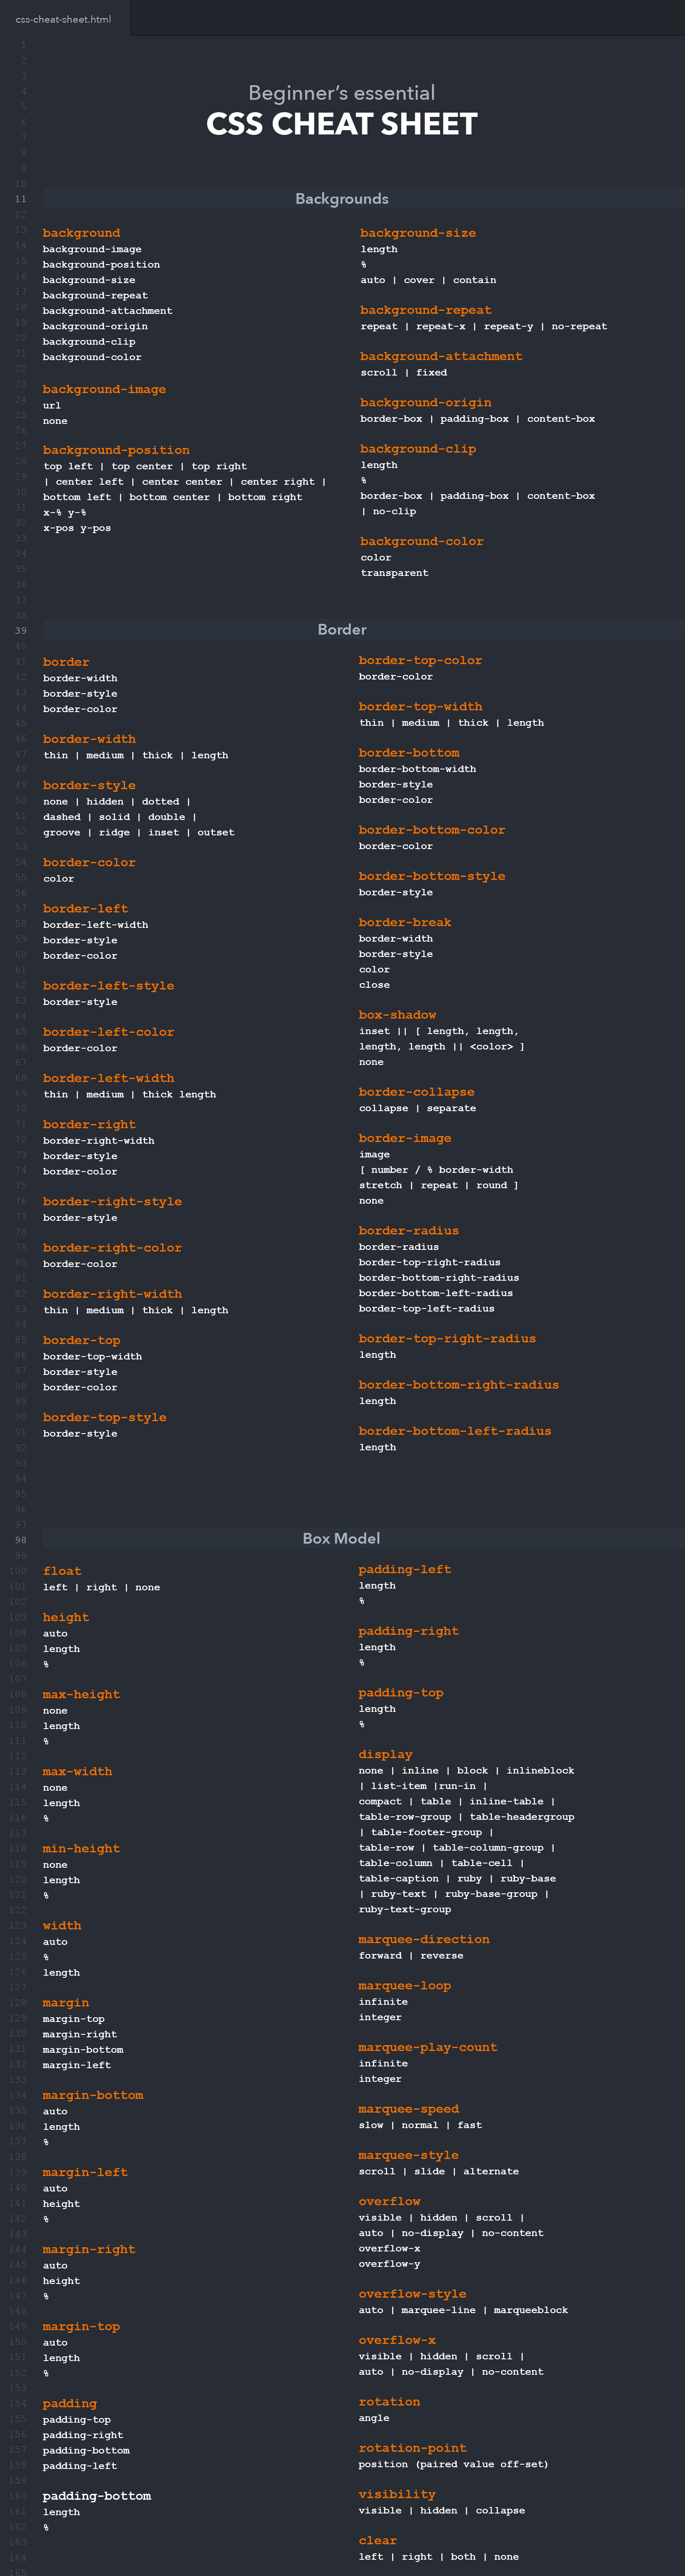 css-cheat-sheet.html
Beginner's essential
CSS CHEAT SHEET
Backgrounds
background
background-image
background-position
background-size
background-repeat
background-attachment
background-origin
background-clip
background-color
background-image
url
none
background-position
top left | top center | top right
| center left | center center | center right |
bottom left | bottom center | bottom right
x-% y-%
x-pos y-pos
background-size
length
%
auto | cover | contain
background-repeat
repeat | repeat-x | repeat-y | no-repeat
background-attachment
scroll | fixed
background-origin
border-box | padding-box | content-box
background-clip
length
%
border-box | padding-box | content-box
| no-clip
background-color
color
transparent
Border
border
border-width
border-style
border-color
border-width
thin | medium | thick | length
border-style
none | hidden | dotted |
dashed | solid | double |
groove | ridge | inset | outset
border-color
color
border-left
border-left-width
border-style
border-color
border-left-style
border-style
border-left-color
border-color
border-left-width
thin | medium | thick length
border-right
border-right-width
border-style
border-color
border-right-style
border-style
border-right-color
border-color
border-right-width
thin | medium | thick | length
border-top
border-top-width
border-style
border-color
border-top-style
border-style
border-top-color
border-color
border-top-width
thin | medium | thick | length
border-bottom
border-bottom-width
border-style
border-color
border-bottom-color
border-color
border-bottom-style
border-style
border-break
border-width
border-style
color
close
box-shadow
inset || [ length, length,
length, length || <color> ]
none
border-collapse
collapse | separate
border-image
image
[ number / % border-width
stretch | repeat | round ]
none
border-radius
border-radius
border-top-right-radius
border-bottom-right-radius
border-bottom-left-radius
border-top-left-radius
border-top-right-radius
length
border-bottom-right-radius
length
border-bottom-left-radius
length
Box Model
float
left | right | none
height
auto
length
%
max-height
none
length
%
max-width
none
length
%
min-height
none
length
%
width
auto
%
length
margin
margin-top
margin-right
margin-bottom
margin-left
margin-bottom
auto
length
%
margin-left
auto
height
%
margin-right
auto
height
%
margin-top
auto
length
%
padding
padding-top
padding-right
padding-bottom
padding-left
padding-bottom
length
%
padding-left
length
%
padding-right
length
%
padding-top
length
%
display
none | inline | block | inlineblock
| list-item |run-in |
compact | table | inline-table |
table-row-group | table-headergroup
| table-footer-group |
table-row | table-column-group |
table-column | table-cell |
table-caption | ruby | ruby-base
| ruby-text | ruby-base-group |
ruby-text-group
marquee-direction
forward | reverse
marquee-loop
infinite
integer
marquee-play-count
infinite
integer
marquee-speed
slow | normal | fast
marquee-style
scroll | slide | alternate
overflow
visible | hidden | scroll |
auto | no-display | no-content
overflow-x
overflow-y
overflow-style
auto | marquee-line | marqueeblock
overflow-x
visible | hidden | scroll |
auto | no-display | no-content
rotation
angle
rotation-point
position (paired value off-set)
visibility
visible | hidden | collapse
clear
left | right | both | none